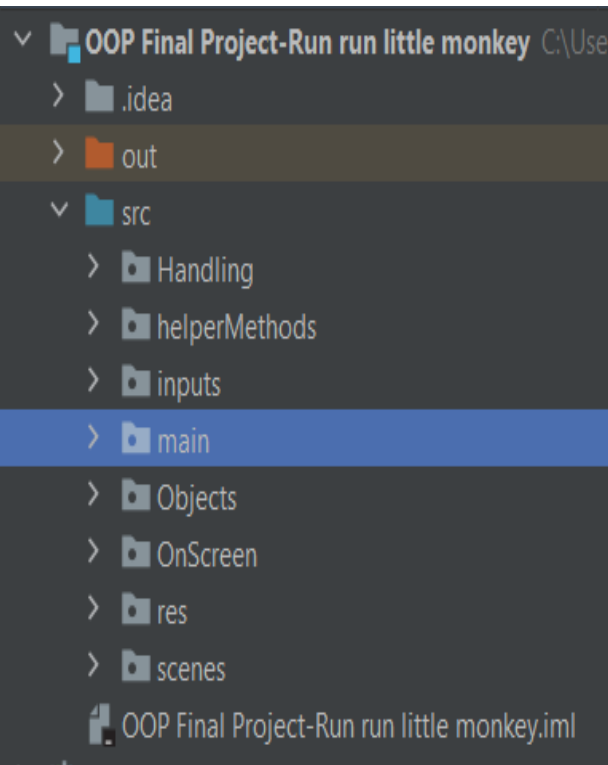 OOP Final Project-Run run little monkey C:\Use
.idea
out
src
Handling
helperMethods
inputs
main
Objects
OnScreen
res
scenes
OOP Final Project-Run run little monkey.iml